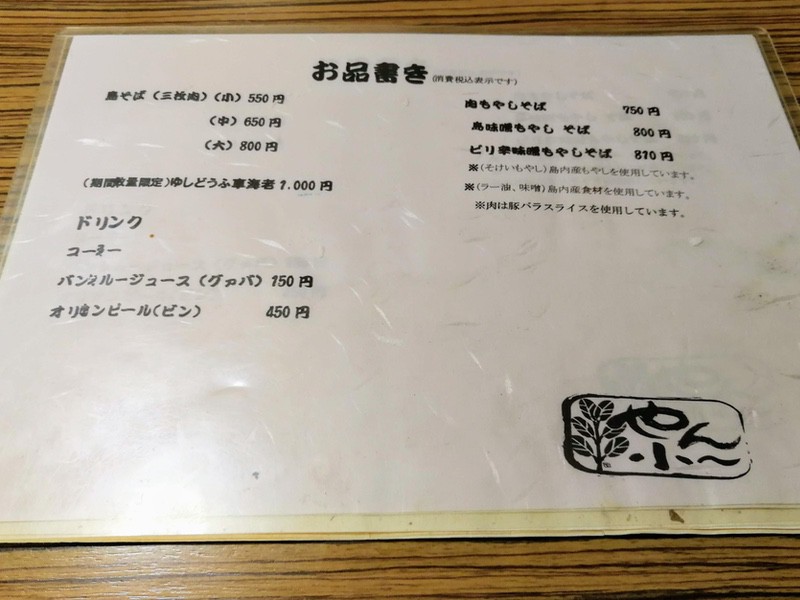 お品書き (消費税込表示です)
島そば(三枚肉)(小) 550円
(中) 650円
(大) 800円
(期間数量限定)ゆしどうふ車海老 1.000円
ドリンク
コーヒー
バンスルージュース(グァバ) 150円
オリオンビール(ビン) 450円
肉もやしそば 750円
島味噌もやし そば 800円
ピリ辛味噌もやしそば 810円
※(そけいもやし)島内産もやしを使用しています。
※(ラー油、味噌)島内産食材を使用しています。
※肉は豚バラスライスを使用しています。
やん小〜